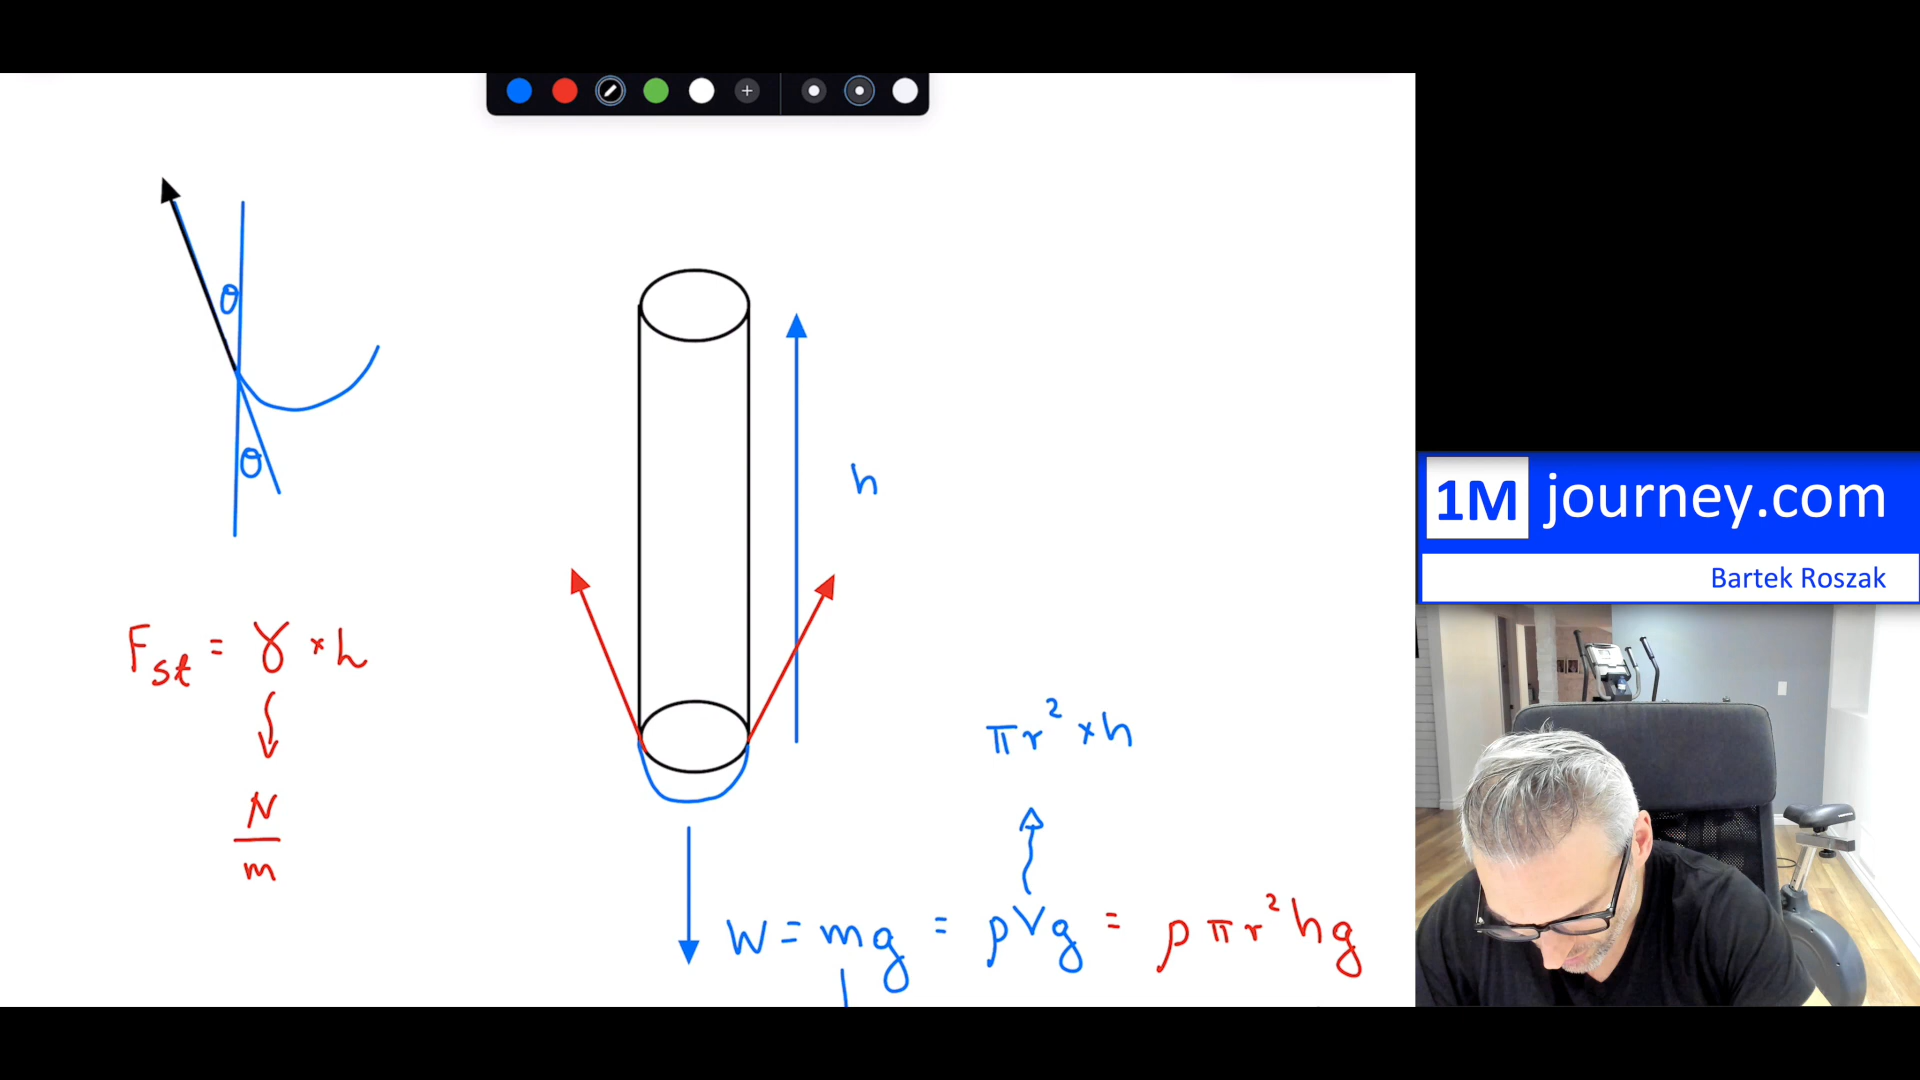 θ
h
θ
F_st = γ × h
N
m
πr² × h
W = mg = ρVg = ρπr²hg
1M journey.com
Bartek Roszak